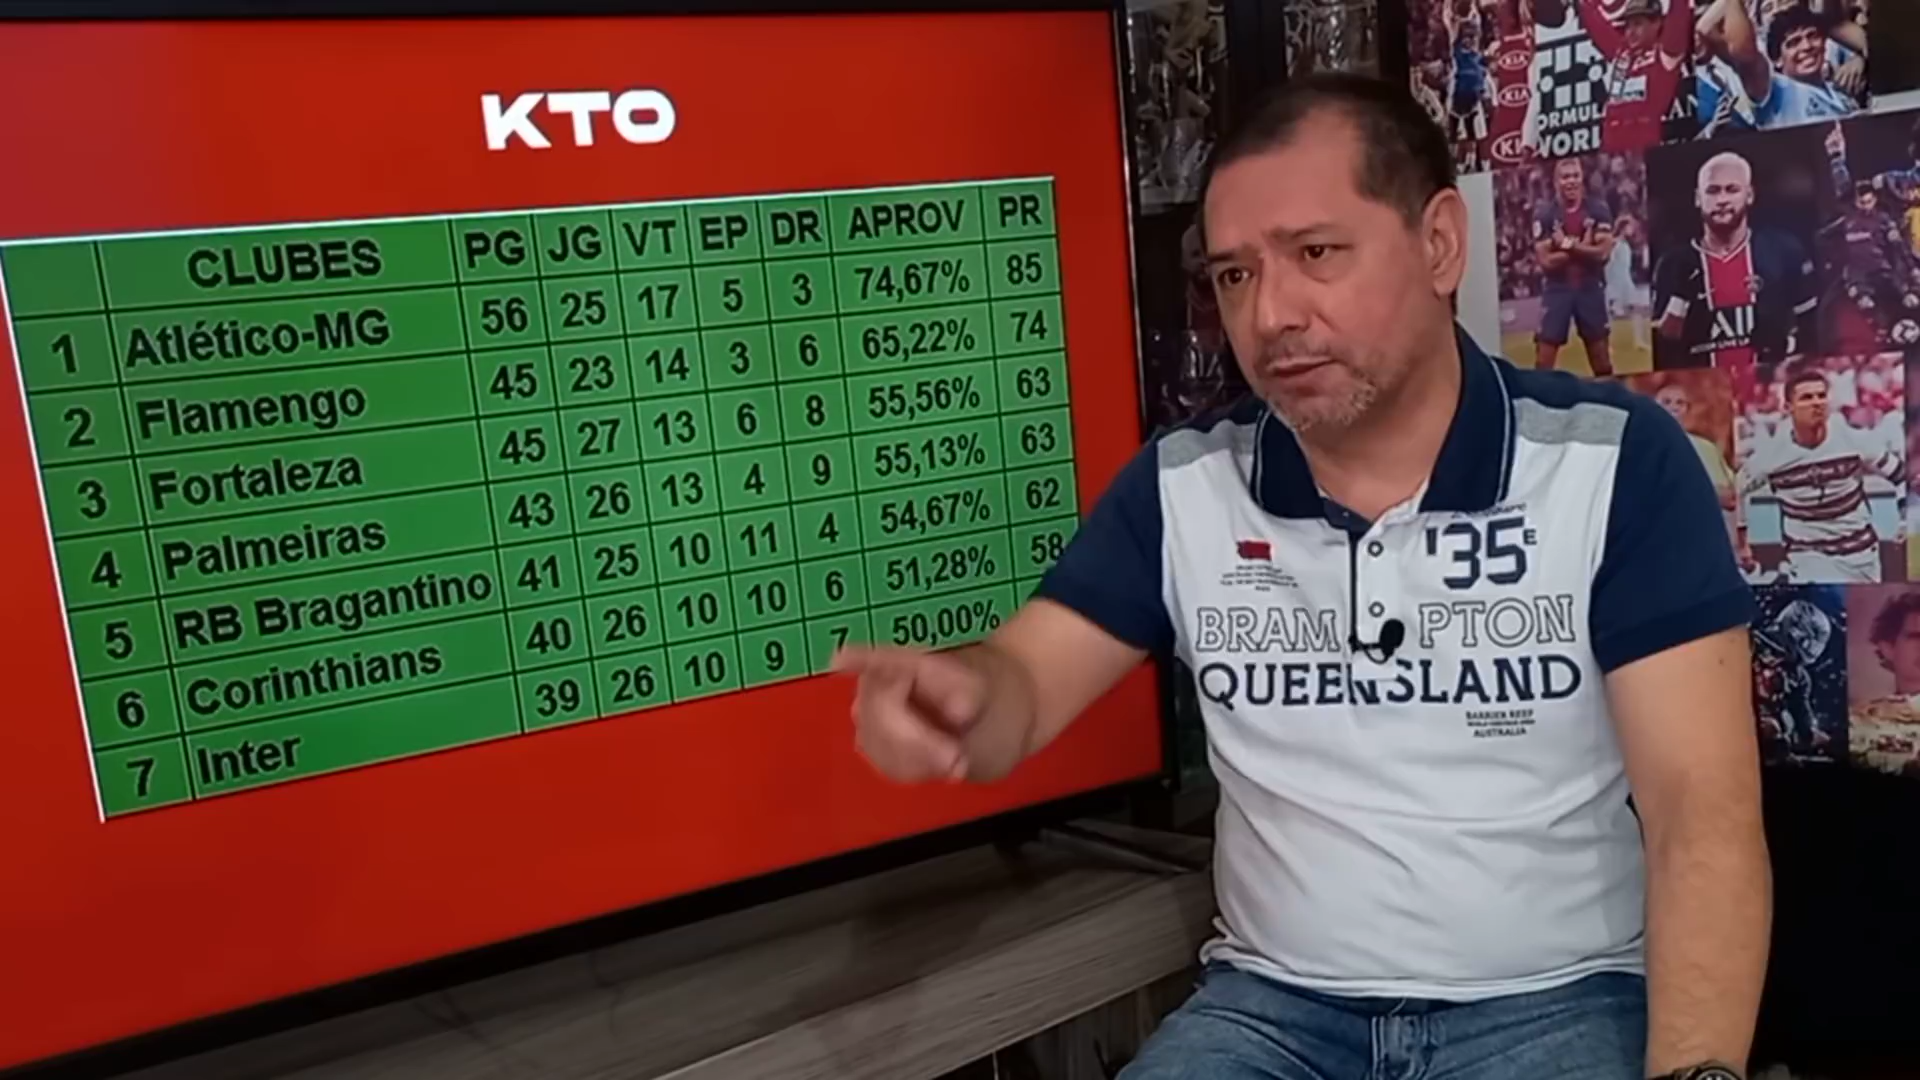 KTO
CLUBES PG JG VT EP DR APROV PR
1 Atlético-MG 56 25 17 5 3 74,67% 85
2 Flamengo 45 23 14 3 6 65,22% 74
3 Fortaleza 45 27 13 6 8 55,56% 63
4 Palmeiras 43 26 13 4 9 55,13% 63
5 RB Bragantino 41 25 10 11 4 54,67% 62
6 Corinthians 40 26 10 10 6 51,28% 58
7 Inter 39 26 10 9 7 50,00%
KIA
KIA
WORL
'35E
BRAM PTON
QUEENSLAND
BARRIER REEF
AUSTRALIA